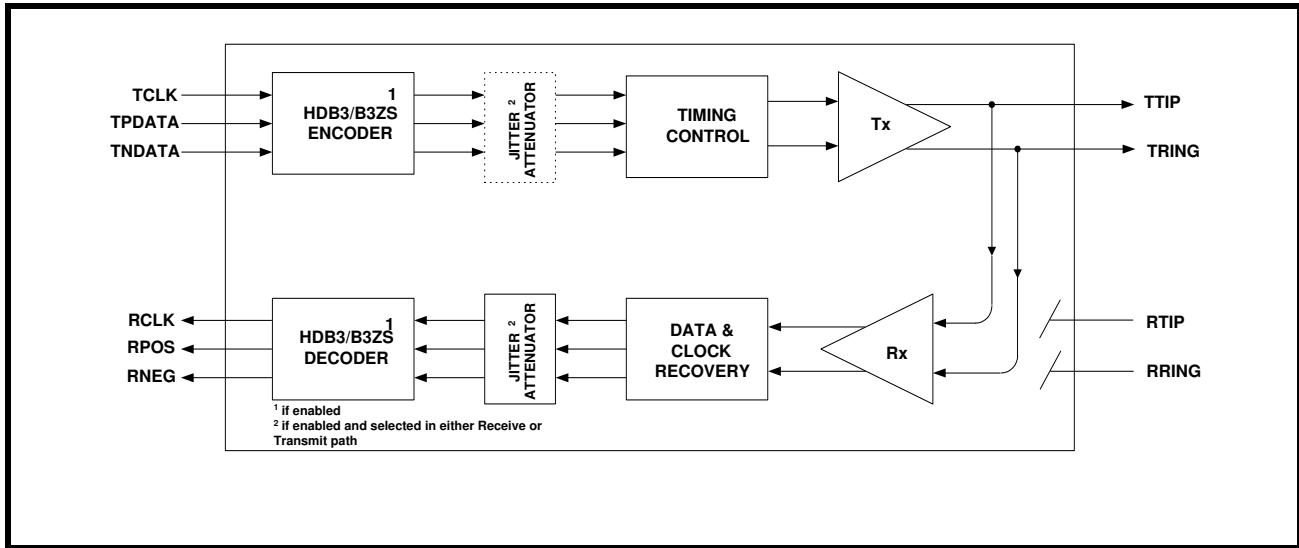 TCLK
TPDATA
TNDATA
1
HDB3/B3ZS
ENCODER
JITTER 2
ATTENUATOR
TIMING
CONTROL
Tx
TTIP
TRING
RCLK
RPOS
RNEG
1
HDB3/B3ZS
DECODER
JITTER 2
ATTENUATOR
DATA &
CLOCK
RECOVERY
Rx
RTIP
RRING
1 if enabled
2 if enabled and selected in either Receive or
Transmit path